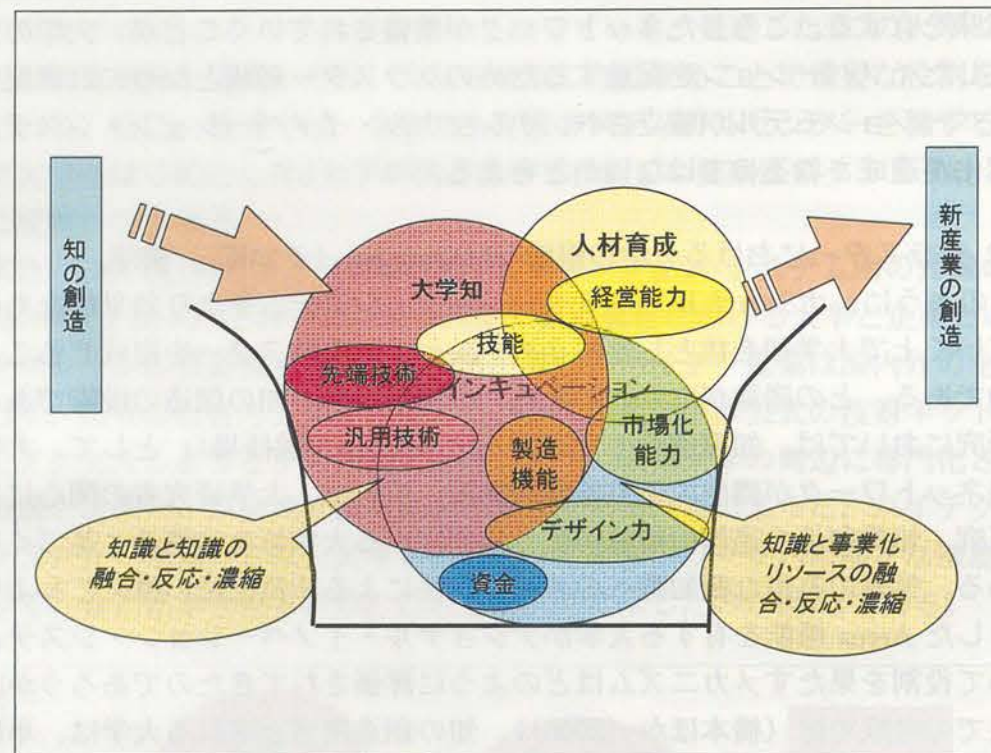 知の創造
新産業の創造
人材育成
大学知
経営能力
技能
先端技術
インキュベーション
汎用技術
市場化
能力
製造
機能
デザイン力
知識と知識の
融合・反応・濃縮
知識と事業化
リソースの融
合・反応・濃縮
資金